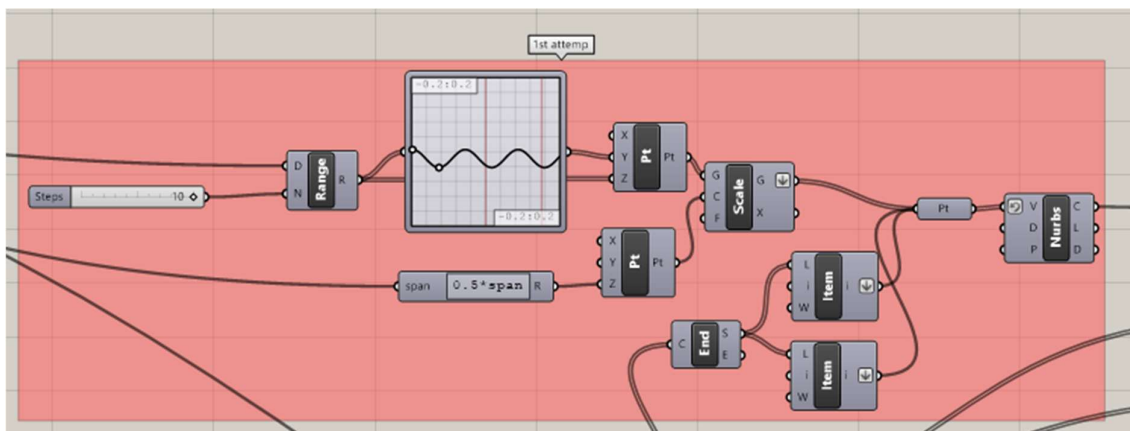 1st attemp
-0.2:0.2
-0.2:0.2
Steps
10
D
N
Range
R
X
Y
Z
Pt
Pt
G
C
F
Scale
G
X
Pt
V
D
P
Nurbs
C
L
D
span
0.5*span
R
X
Y
Z
Pt
Pt
L
i
W
Item
i
C
End
S
E
L
i
W
Item
i